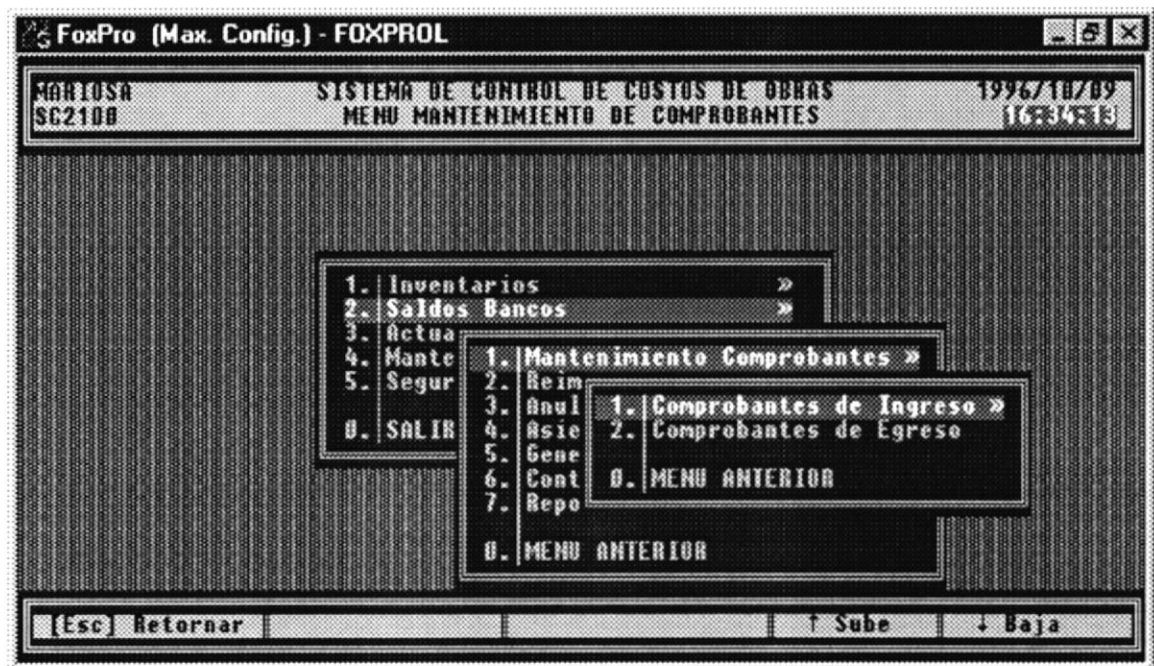 FoxPro (Max. Config.) - FOXPROL
MARIOSA SISTEMA DE CONTROL DE COSTOS DE OBRAS 1996/10/09
SC2100 MENU MANTENIMIENTO DE COMPROBANTES 16:34:13
1. Inventarios »
2. Saldos Bancos »
3. Actua
4. Mante
5. Segur
0. SALIR
1. Mantenimiento Comprobantes »
2. Reim
3. Anul
4. Asie
5. Gene
6. Cont
7. Repo
0. MENU ANTERIOR
1. Comprobantes de Ingreso »
2. Comprobantes de Egreso
0. MENU ANTERIOR
[Esc] Retornar ↑ Sube ↓ Baja